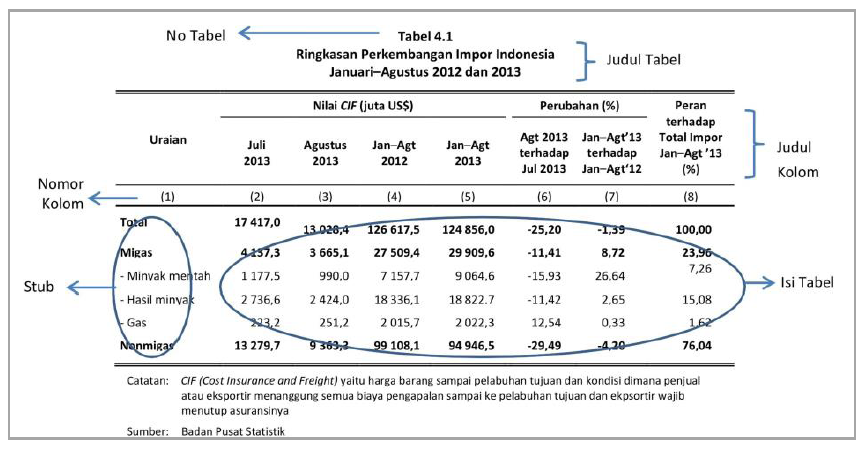 No Tabel
Tabel 4.1
Ringkasan Perkembangan Impor Indonesia
Januari–Agustus 2012 dan 2013
Judul Tabel
Uraian
Nilai CIF (juta US$)
Perubahan (%)
Peran terhadap Total Impor Jan–Agt '13 (%)
Juli 2013
Agustus 2013
Jan–Agt 2012
Jan–Agt 2013
Agt 2013 terhadap Jul 2013
Jan–Agt'13 terhadap Jan–Agt'12
Judul Kolom
Nomor Kolom
(1) (2) (3) (4) (5) (6) (7) (8)
Total 17 417,0 13 028,4 126 617,5 124 856,0 -25,20 -1,39 100,00
Migas 4 137,3 3 665,1 27 509,4 29 909,6 -11,41 8,72 23,96
- Minyak mentah 1 177,5 990,0 7 157,7 9 064,6 -15,93 26.64 7,26
Stub
- Hasil minyak 2 736,6 2 424,0 18 336,1 18 822.7 -11,42 2,65 15,08
Isi Tabel
- Gas 223,2 251,2 2 015,7 2 022,3 12,54 0,33 1,62
Nonmigas 13 279,7 9 363,3 99 108,1 94 946,5 -29,49 -4,20 76,04
Catatan: CIF (Cost Insurance and Freight) yaitu harga barang sampai pelabuhan tujuan dan kondisi dimana penjual
atau eksportir menanggung semua biaya pengapalan sampai ke pelabuhan tujuan dan ekpsortir wajib
menutup asuransinya
Sumber: Badan Pusat Statistik